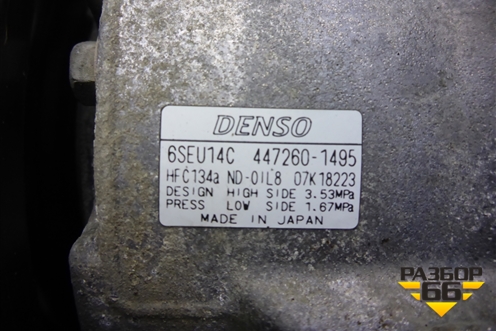 DENSO
6SEU14C 447260-1495
HFC134a ND-OIL8 07K18223
DESIGN HIGH SIDE 3.53MPa
PRESS LOW SIDE 1.67MPa
MADE IN JAPAN
РАЗБОР
66